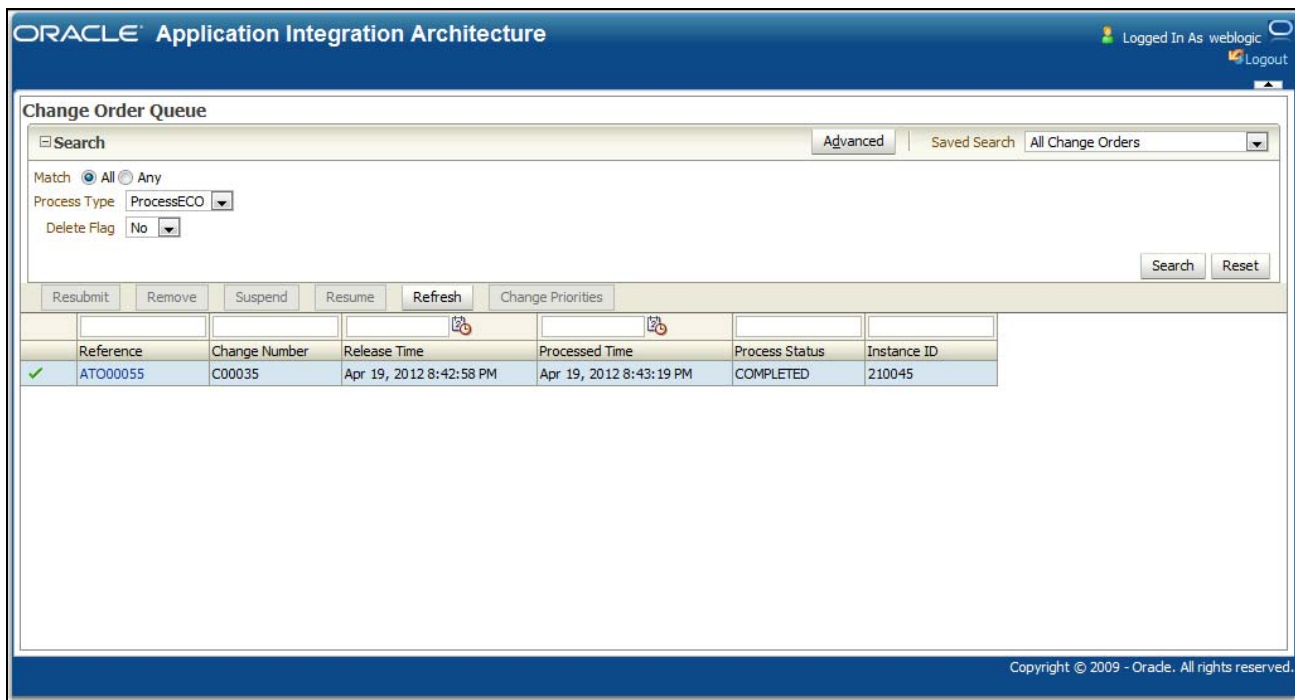 ORACLE Application Integration Architecture
Logged In As weblogic
Logout
Change Order Queue
Search
Advanced
Saved Search All Change Orders
Match All Any
Process Type ProcessECO
Delete Flag No
Search Reset
Resubmit Remove Suspend Resume Refresh Change Priorities
Reference Change Number Release Time Processed Time Process Status Instance ID
ATO00055 C00035 Apr 19, 2012 8:42:58 PM Apr 19, 2012 8:43:19 PM COMPLETED 210045
Copyright © 2009 - Oracle. All rights reserved.